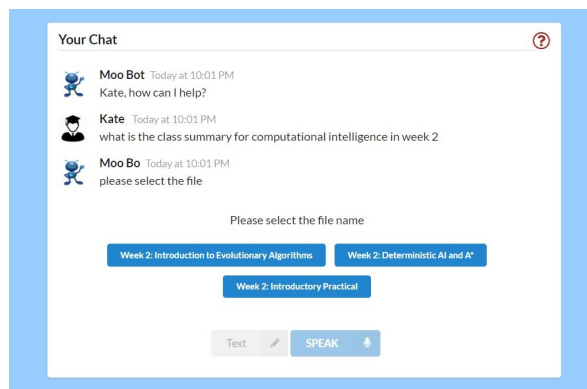 Your Chat
?
Moo Bot Today at 10:01 PM
Kate, how can I help?
Kate Today at 10:01 PM
what is the class summary for computational intelligence in week 2
Moo Bo Today at 10:01 PM
please select the file
Please select the file name
Week 2: Introduction to Evolutionary Algorithms Week 2: Deterministic AI and A*
Week 2: Introductory Practical
Text SPEAK